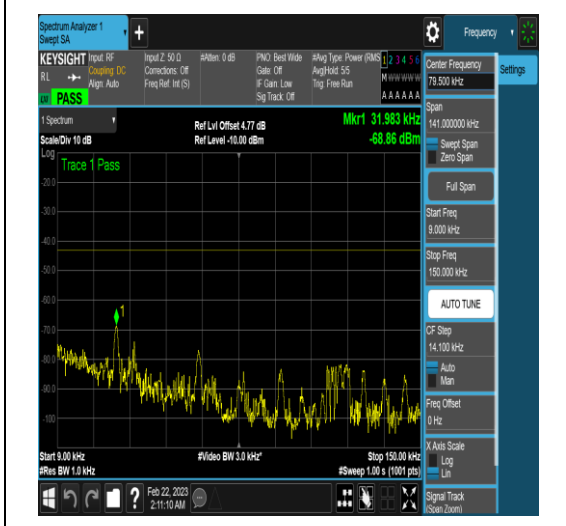 Spectrum Analyzer 1
Swept SA
+
Frequency
KEYSIGHT
RL
PASS
Input: RF
Coupling: DC
Align: Auto
Input Z: 50 Ω
Corrections: Off
Freq Ref: Int (S)
#Atten: 0 dB
PNO: Best Wide
Gate: Off
IF Gain: Low
Sig Track: Off
#Avg Type: Power (RMS
Avg|Hold: 5/5
Trig: Free Run
1 2 3 4 5 6
M W W W W W
A A A A A A
1 Spectrum
Scale/Div 10 dB
Ref Lvl Offset 4.77 dB
Ref Level -10.00 dBm
Mkr1 31.983 kHz
-68.86 dBm
Log
Trace 1 Pass
1
-20.0
-30.0
-40.0
-50.0
-60.0
-70.0
-80.0
-90.0
-100
Start 9.00 kHz
#Res BW 1.0 kHz
#Video BW 3.0 kHz*
Stop 150.00 kHz
#Sweep 1.00 s (1001 pts)
Feb 22, 2023
2:11:10 AM
Center Frequency
79.500 kHz
Settings
Span
141.000000 kHz
Swept Span
Zero Span
Full Span
Start Freq
9.000 kHz
Stop Freq
150.000 kHz
AUTO TUNE
CF Step
14.100 kHz
Auto
Man
Freq Offset
0 Hz
X Axis Scale
Log
Lin
Signal Track
(Span Zoom)